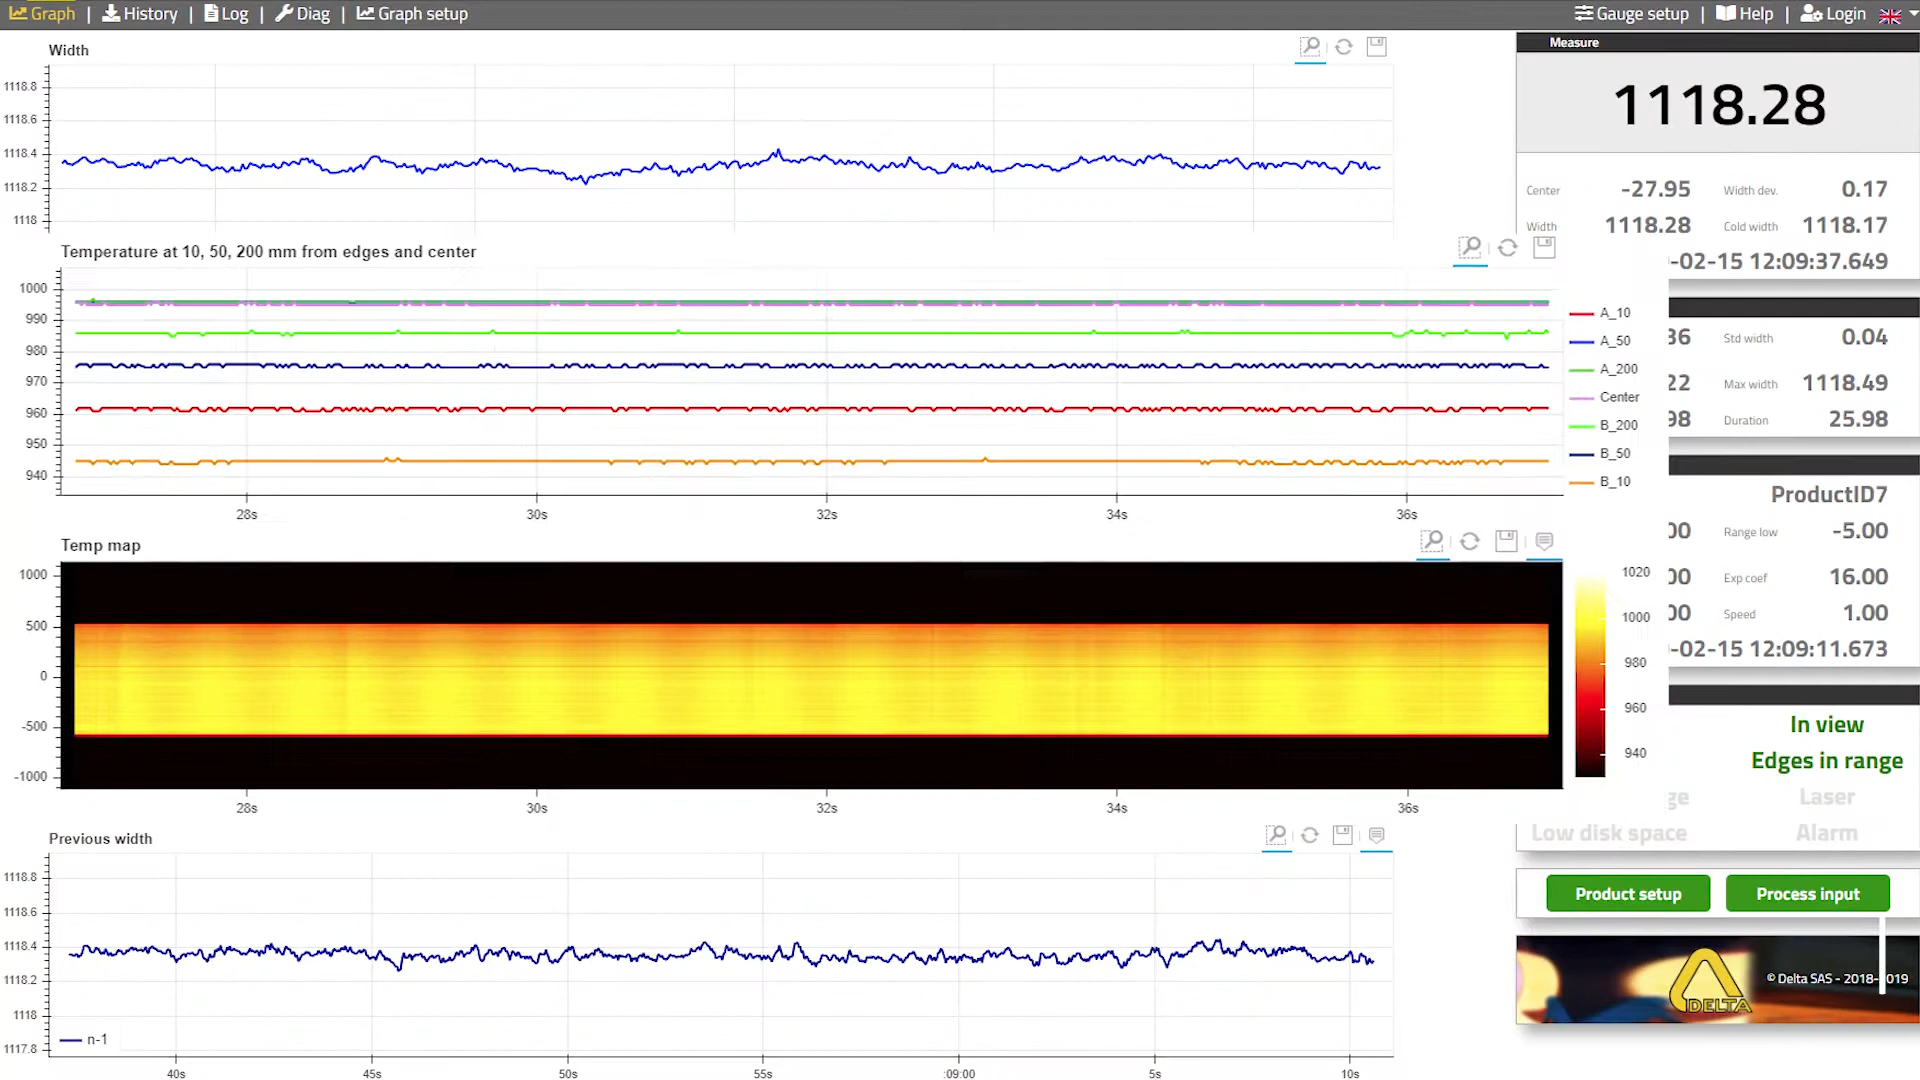 Graph | History | Log | Diag | Graph setup
Gauge setup | Help | Login
Width
1118.8
1118.6
1118.4
1118.2
1118
Temperature at 10, 50, 200 mm from edges and center
1000
990
980
970
960
950
940
28s 30s 32s 34s 36s
A_10
A_50
A_200
Center
B_200
B_50
B_10
Temp map
1000
500
0
-500
-1000
28s 30s 32s 34s 36s
1020
1000
980
960
940
Previous width
1118.8
1118.6
1118.4
1118.2
1118
1117.8
n-1
40s 45s 50s 55s :09:00 5s 10s
Measure
1118.28
Center -27.95 Width dev. 0.17
Width 1118.28 Cold width 1118.17
-02-15 12:09:37.649
36 Std width 0.04
22 Max width 1118.49
98 Duration 25.98
ProductID7
00 Range low -5.00
00 Exp coef 16.00
00 Speed 1.00
-02-15 12:09:11.673
In view
Edges in range
ge Laser
Low disk space Alarm
Product setup Process input
DELTA
© Delta SAS - 2018-2019